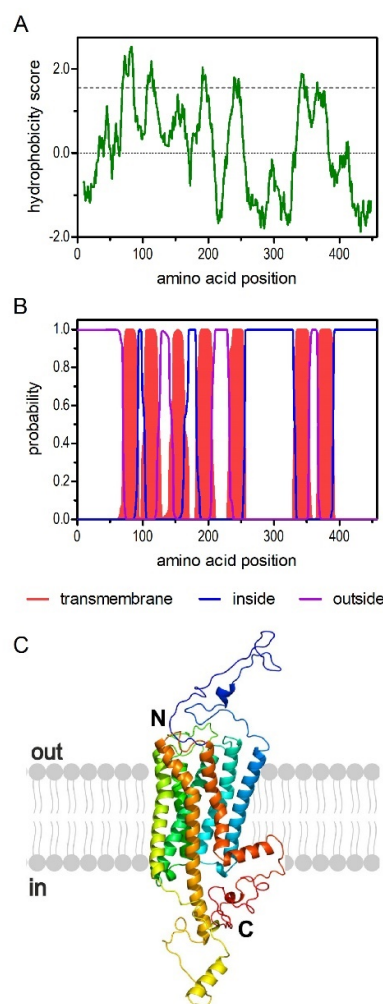 A
hydrophobicity score
2.0
0.0
-2.0
0 100 200 300 400
amino acid position
B
probability
1.0
0.8
0.6
0.4
0.2
0.0
0 100 200 300 400
amino acid position
transmembrane inside outside
C
N
out
in
C